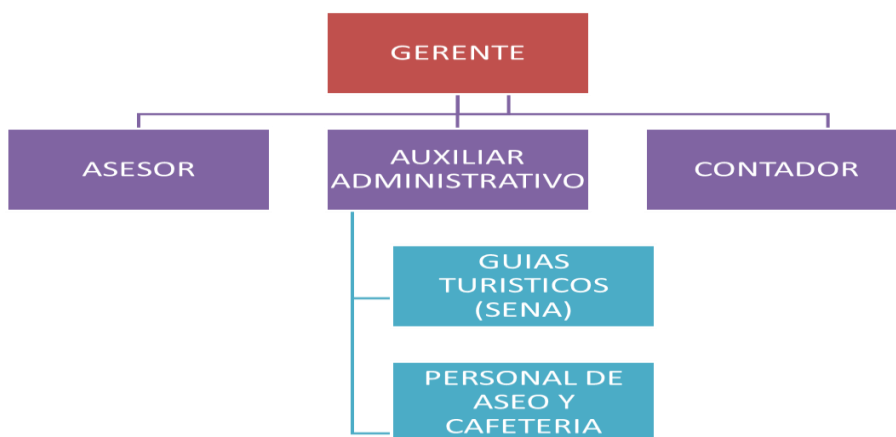 GERENTE
ASESOR
AUXILIAR
ADMINISTRATIVO
CONTADOR
GUIAS
TURISTICOS
(SENA)
PERSONAL DE
ASEO Y
CAFETERIA